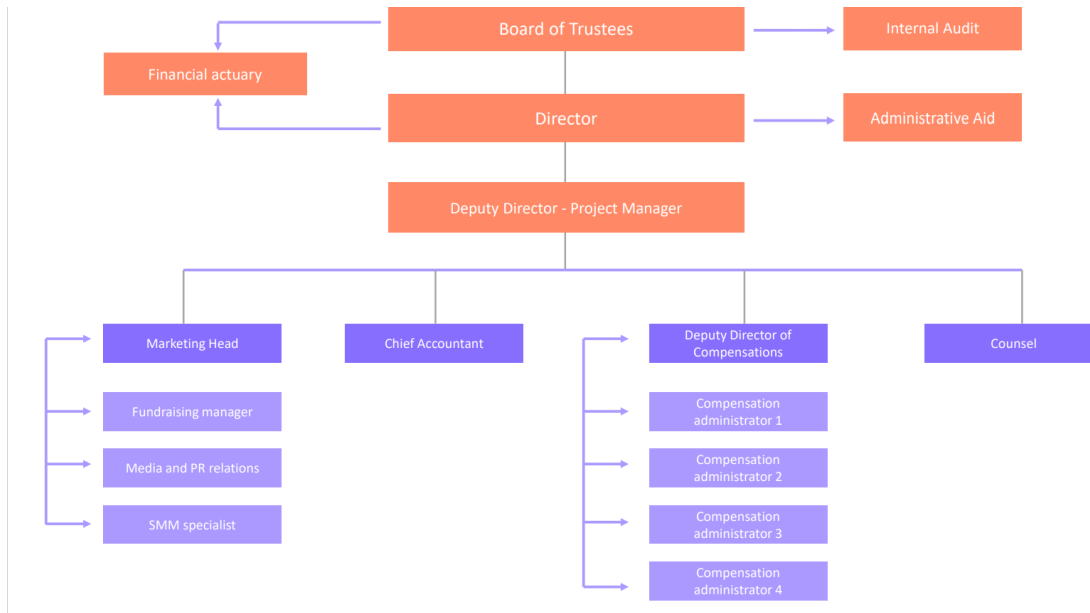 Board of Trustees
Internal Audit
Financial actuary
Director
Administrative Aid
Deputy Director - Project Manager
Marketing Head
Chief Accountant
Deputy Director of
Compensations
Counsel
Fundraising manager
Compensation
administrator 1
Media and PR relations
Compensation
administrator 2
SMM specialist
Compensation
administrator 3
Compensation
administrator 4